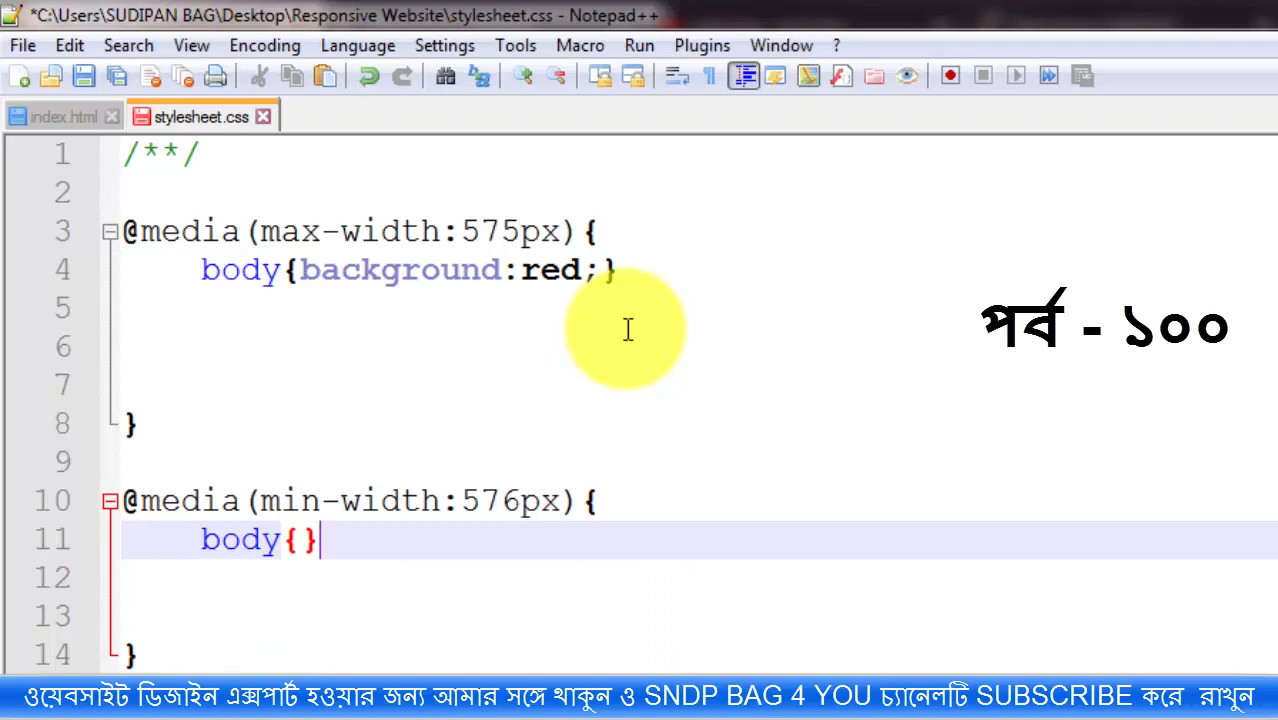 *C:\Users\SUDIPAN BAG\Desktop\Responsive Website\stylesheet.css - Notepad++
File Edit Search View Encoding Language Settings Tools Macro Run Plugins Window ?
index.html stylesheet.css
1 /**/
2
3 @media(max-width:575px){
4 body{background:red;}
5
6
7
8 }
9
10 @media(min-width:576px){
11 body{}
12
13
14 }
পর্ব - ১০০
ওয়েবসাইট ডিজাইন এক্সপার্ট হওয়ার জন্য আমার সঙ্গে থাকুন ও SNDP BAG 4 YOU চ্যানেলটি SUBSCRIBE করে রাখুন